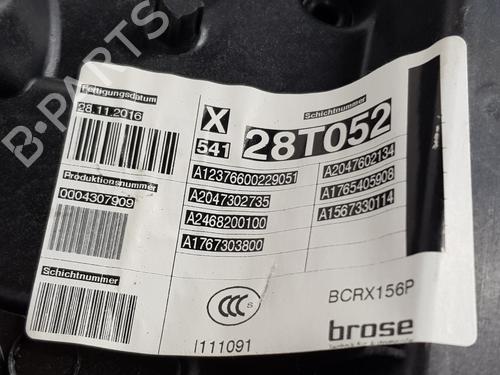 B-PARTS
Fertigungsdatum
28.11.2016
X
541
Schichtnummer
28T052
A12376600229051
A2047302735
A2468200100
A1767303800
A2047602134
A1765405908
A1567330114
Produktionsnummer
0004307909
Schichtnummer
CCC
I111091
BCRX156P
brose